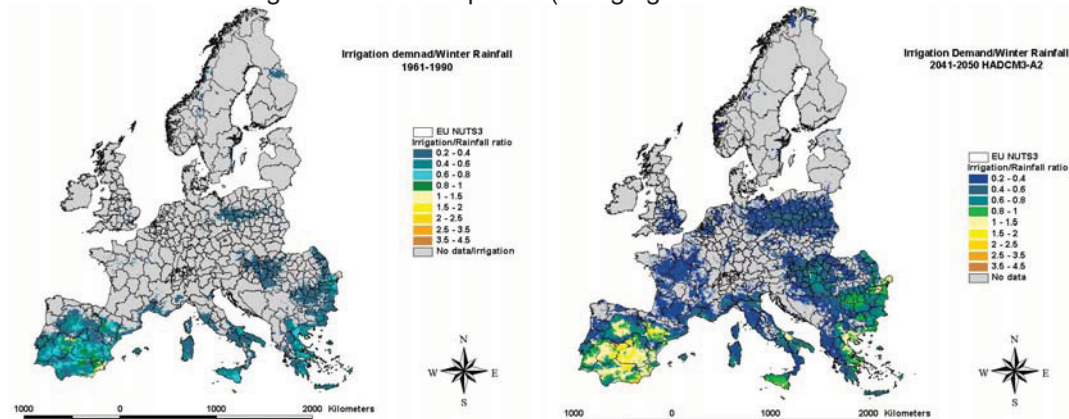 Irrigation demnad/Winter Rainfall
1961-1990
EU NUTS3
Irrigation/Rainfall ratio
0.2 - 0.4
0.4 - 0.6
0.6 - 0.8
0.8 - 1
1 - 1.5
1.5 - 2
2 - 2.5
2.5 - 3.5
3.5 - 4.5
No data/irrigation
N
W E
S
1000 0 1000 2000 Kilometers
Irrigation Demand/Winter Rainfall
2041-2050 HADCM3-A2
EU NUTS3
Irrigation/Rainfall ratio
0.2 - 0.4
0.4 - 0.6
0.6 - 0.8
0.8 - 1
1 - 1.5
1.5 - 2
2 - 2.5
2.5 - 3.5
3.5 - 4.5
No data
N
W E
S
1000 0 1000 2000 Kilometers